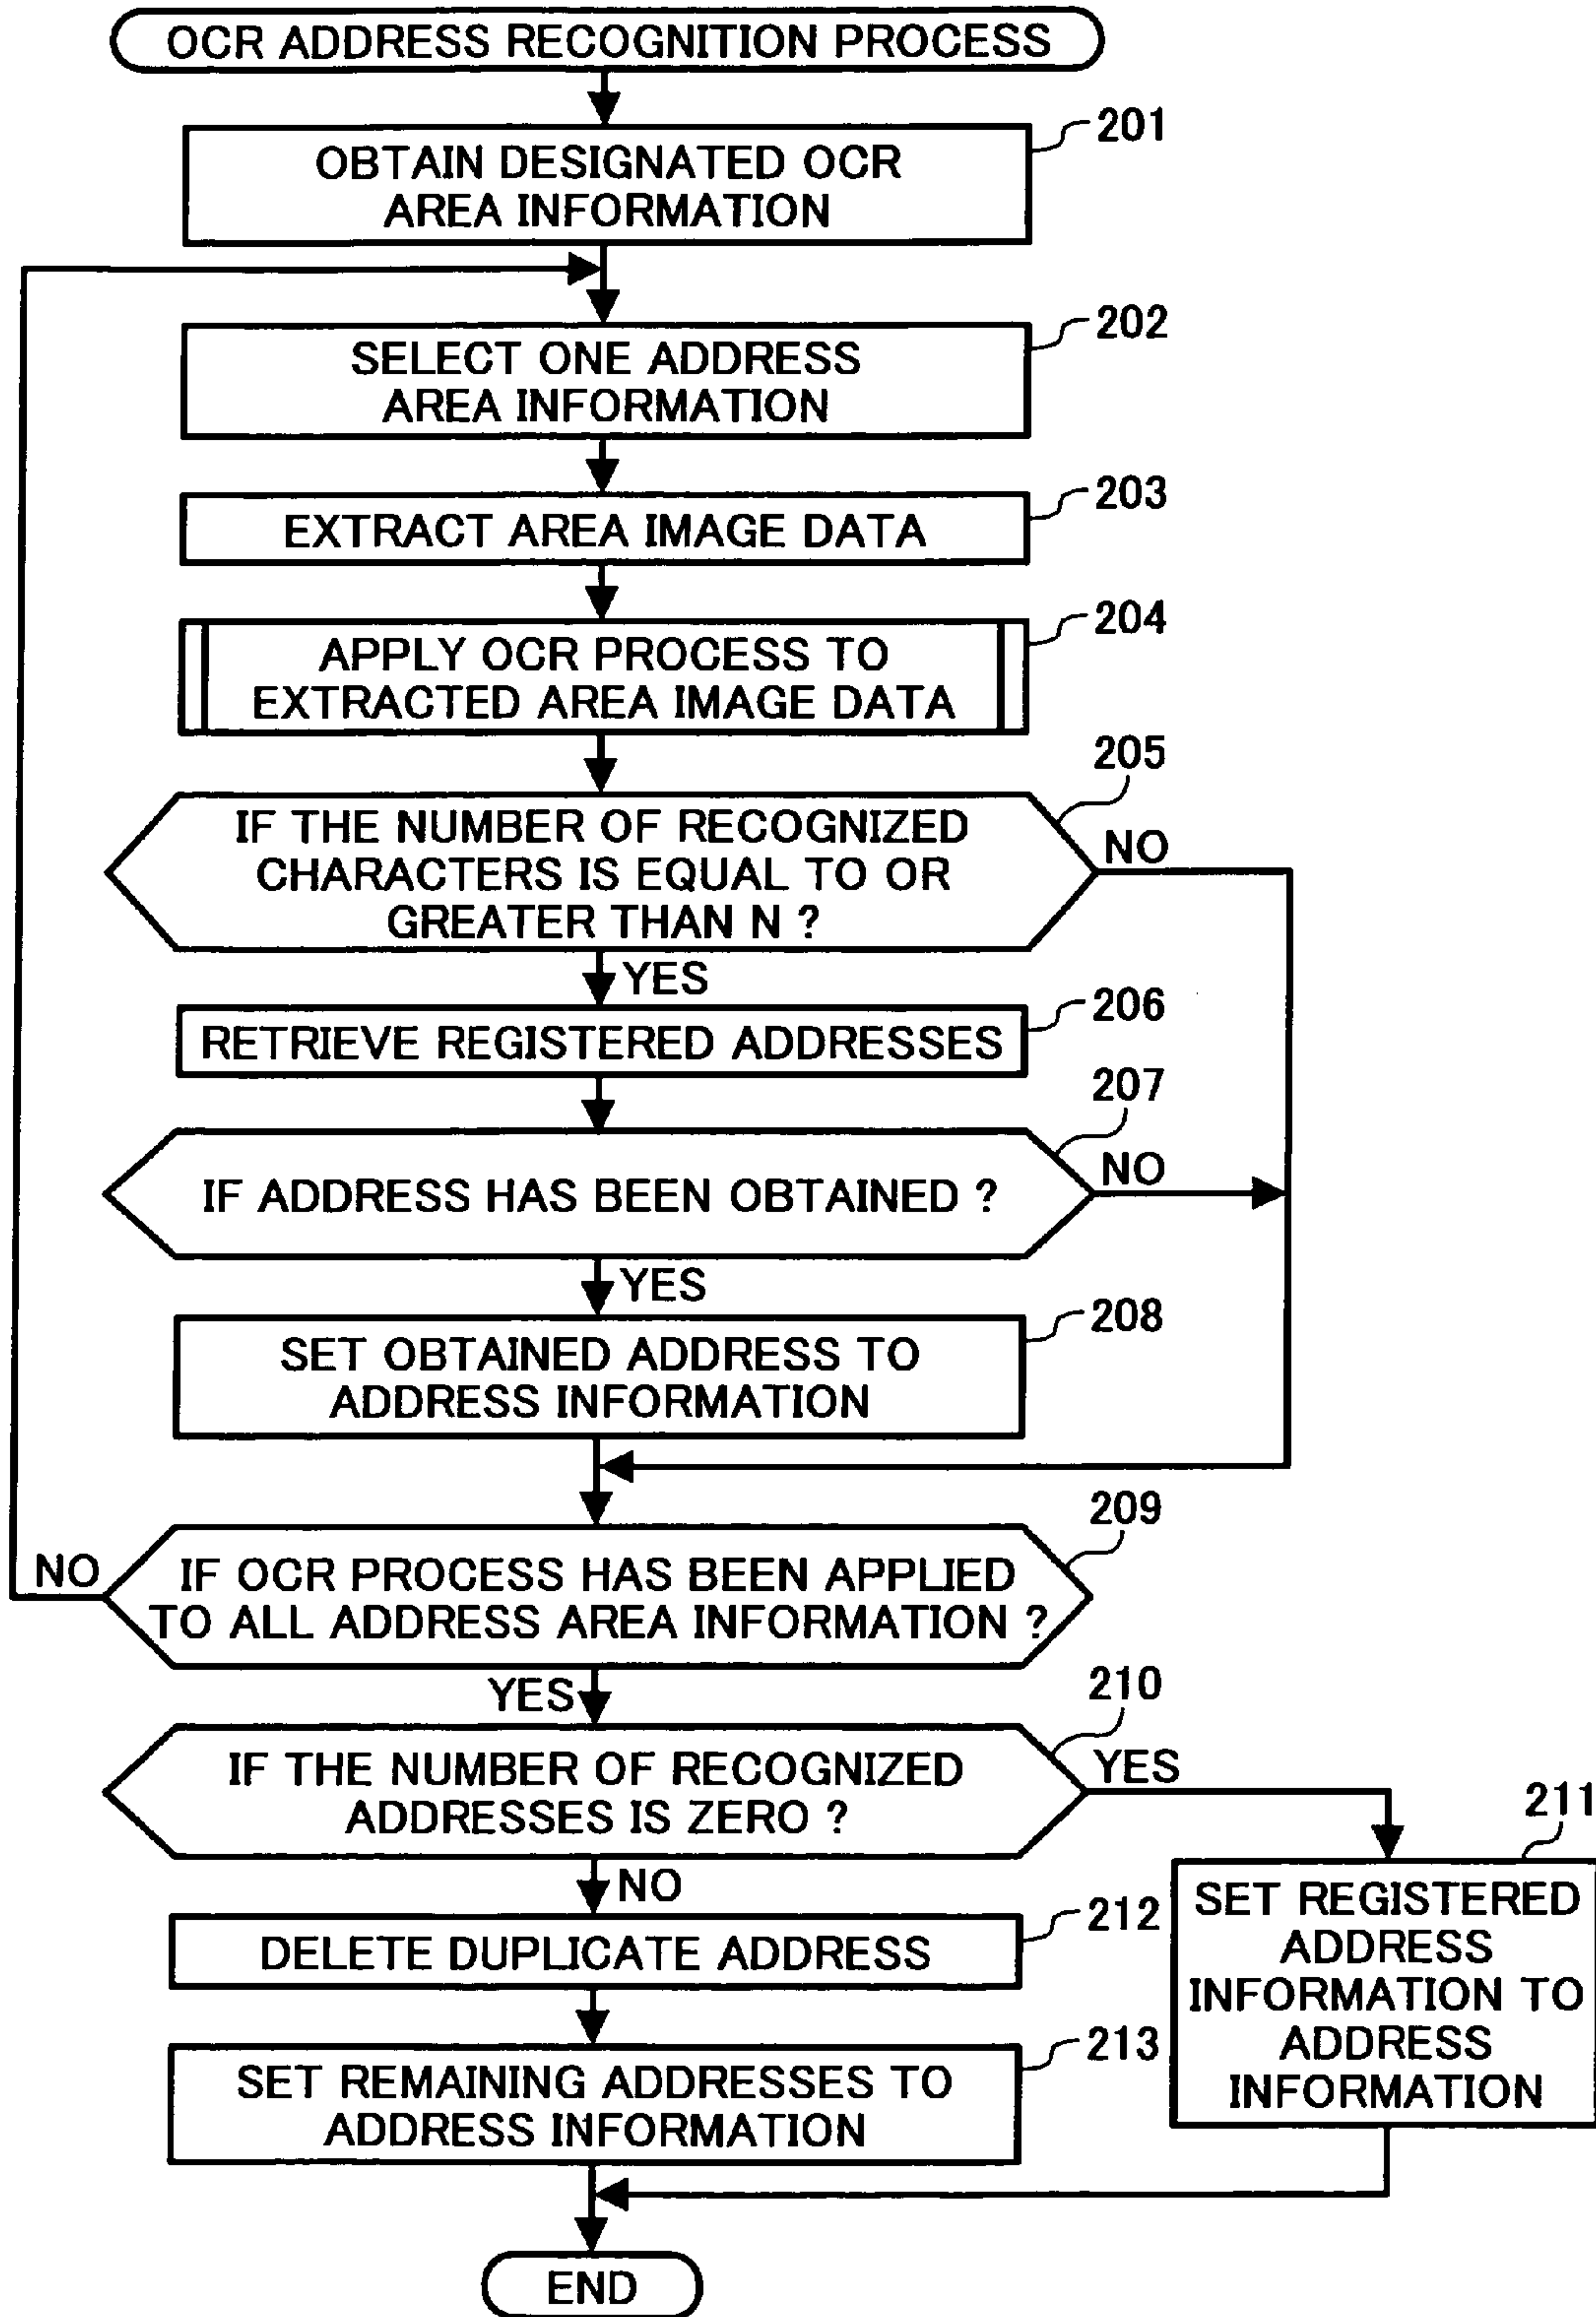 OCR ADDRESS RECOGNITION PROCESS
201
OBTAIN DESIGNATED OCR
AREA INFORMATION
202
SELECT ONE ADDRESS
AREA INFORMATION
203
EXTRACT AREA IMAGE DATA
204
APPLY OCR PROCESS TO
EXTRACTED AREA IMAGE DATA
205
IF THE NUMBER OF RECOGNIZED
CHARACTERS IS EQUAL TO OR
GREATER THAN N ?
NO
YES
206
RETRIEVE REGISTERED ADDRESSES
207
IF ADDRESS HAS BEEN OBTAINED ?
NO
YES
208
SET OBTAINED ADDRESS TO
ADDRESS INFORMATION
209
NO
IF OCR PROCESS HAS BEEN APPLIED
TO ALL ADDRESS AREA INFORMATION ?
YES
210
IF THE NUMBER OF RECOGNIZED
ADDRESSES IS ZERO ?
YES
211
SET REGISTERED
ADDRESS
INFORMATION TO
ADDRESS
INFORMATION
NO
212
DELETE DUPLICATE ADDRESS
213
SET REMAINING ADDRESSES TO
ADDRESS INFORMATION
END